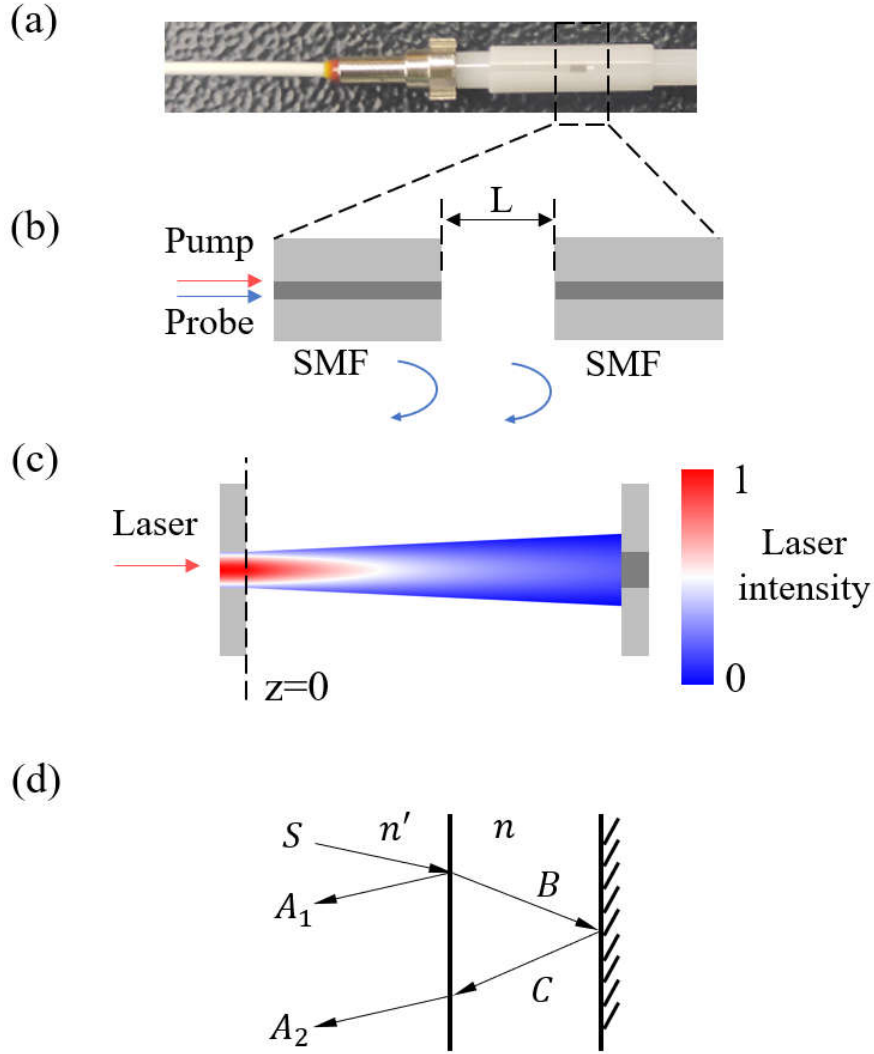 (a)
L
(b)
Pump
Probe
SMF
SMF
(c)
Laser
z=0
1
Laser
intensity
0
(d)
S
n′
n
B
A₁
C
A₂